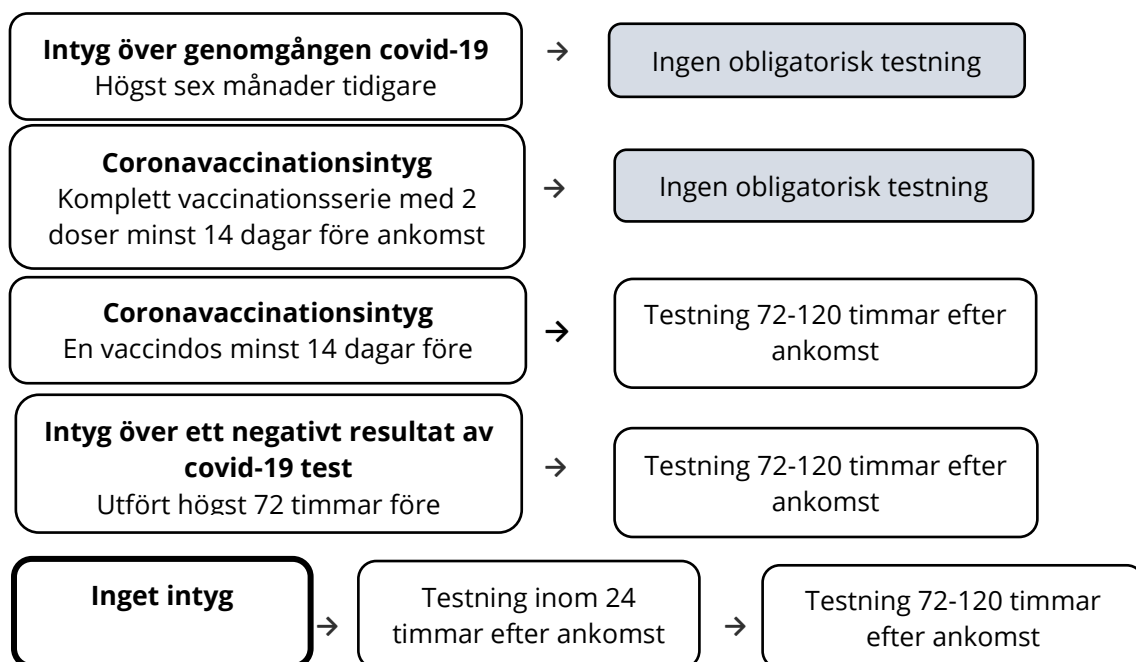 Intyg över genomgången covid-19
Högst sex månader tidigare
→
Ingen obligatorisk testning
Coronavaccinationsintyg
Komplett vaccinationsserie med 2
doser minst 14 dagar före ankomst
→
Ingen obligatorisk testning
Coronavaccinationsintyg
En vaccindos minst 14 dagar före
→
Testning 72-120 timmar efter
ankomst
Intyg över ett negativt resultat av
covid-19 test
Utfört högst 72 timmar före
→
Testning 72-120 timmar efter
ankomst
Inget intyg
→
Testning inom 24
timmar efter ankomst
→
Testning 72-120 timmar
efter ankomst